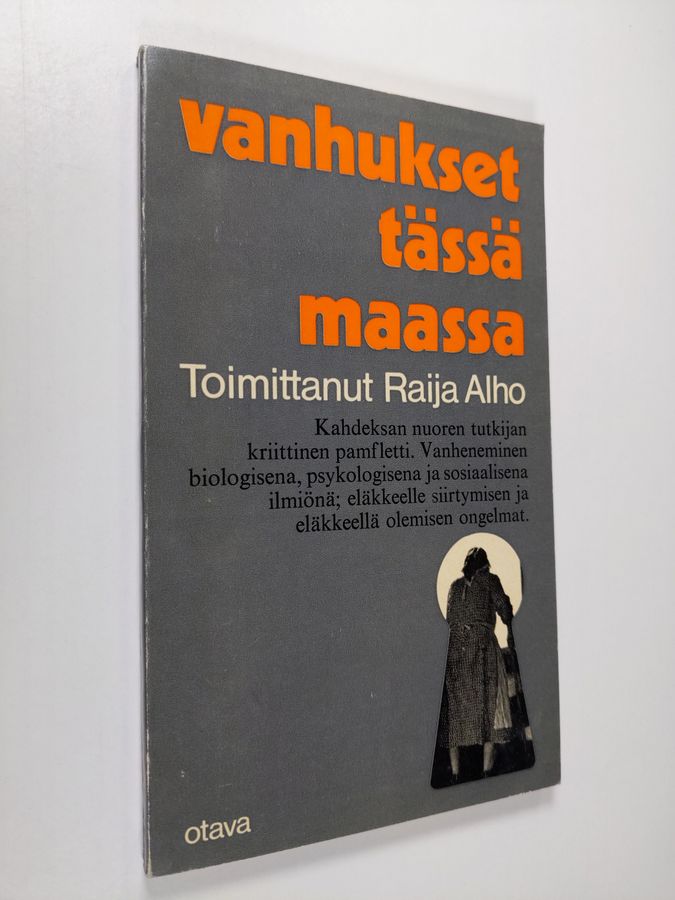 vanhukset
tässä
maassa
Toimittanut Raija Alho
Kahdeksan nuoren tutkijan
kriittinen pamfletti. Vanheneminen
biologisena, psykologisena ja sosiaalisena
ilmiönä; eläkkeelle siirtymisen ja
eläkkeellä olemisen ongelmat.
otava